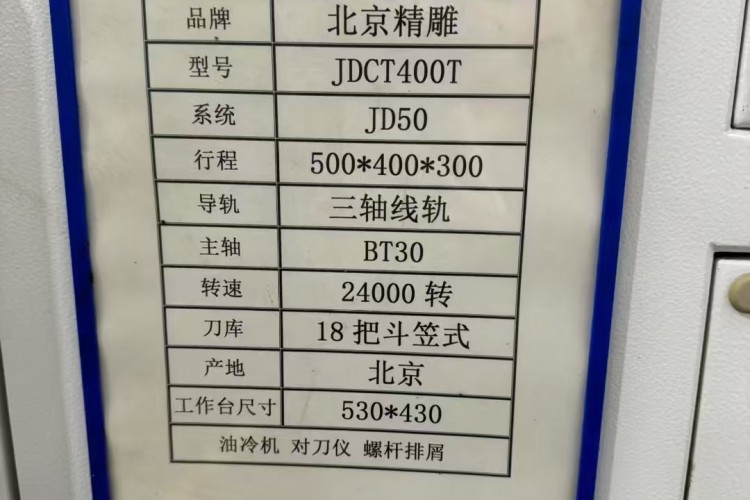 品牌 北京精雕
型号 JDCT400T
系统 JD50
行程 500*400*300
导轨 三轴线轨
主轴 BT30
转速 24000 转
刀库 18 把斗笠式
产地 北京
工作台尺寸 530*430
油冷机 对刀仪 螺杆排屑